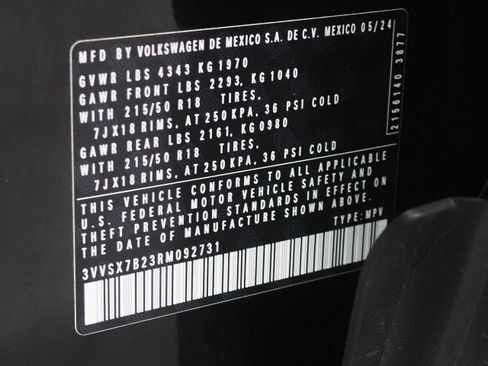 MFD BY VOLKSWAGEN DE MEXICO S.A. DE C.V. MEXICO 05/24
GVWR LBS 4343 KG 1970
GAWR FRONT LBS 2293, KG 1040
WITH 215/50 R18 TIRES,
7JX18 RIMS, AT 250 KPA, 36 PSI COLD
GAWR REAR LBS 2161, KG 0980
WITH 215/50 R18 TIRES,
7JX18 RIMS, AT 250 KPA, 36 PSI COLD
THIS VEHICLE CONFORMS TO ALL APPLICABLE
U.S. FEDERAL MOTOR VEHICLE SAFETY AND
THEFT PREVENTION STANDARDS IN EFFECT ON
THE DATE OF MANUFACTURE SHOWN ABOVE.
3VVSX7B23RM092731 TYPE: MPV
2156140 3877